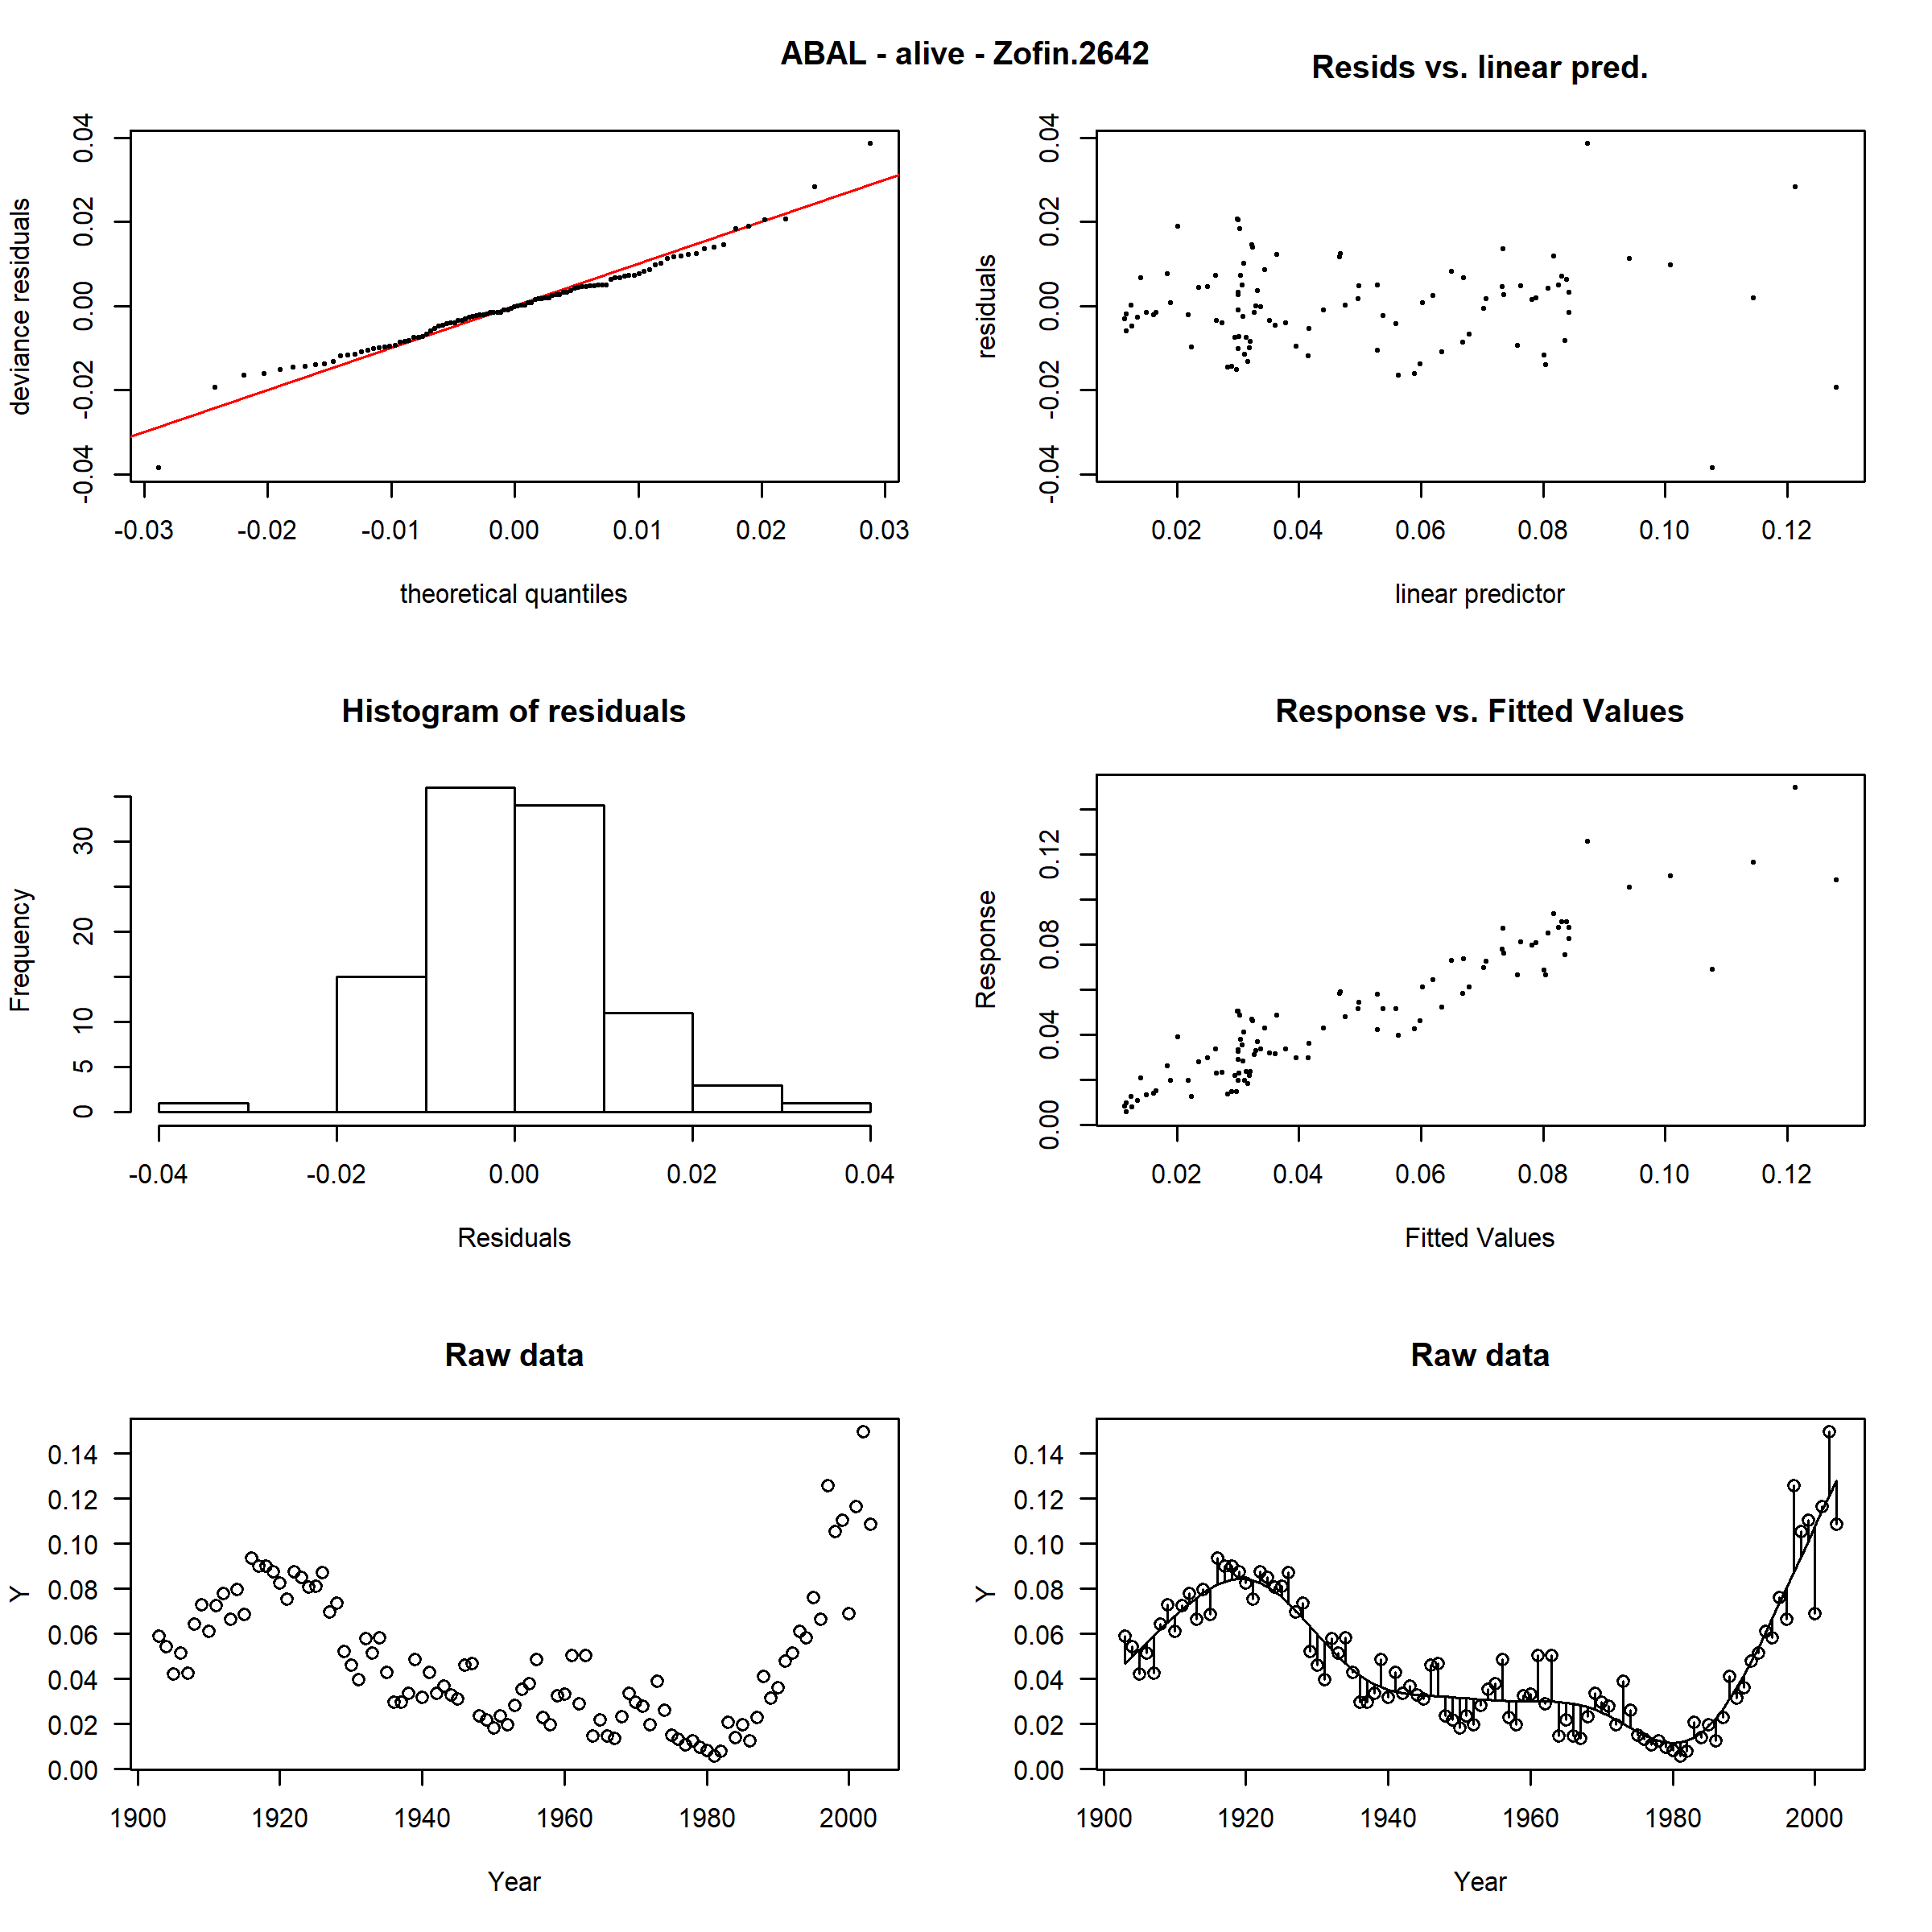 ABAL - alive - Zofin.2642
Resids vs. linear pred.
deviance residuals
-0.04 -0.02 0.00 0.02 0.04
-0.03 -0.02 -0.01 0.00 0.01 0.02 0.03
theoretical quantiles
residuals
-0.04 -0.02 0.00 0.02 0.04
0.02 0.04 0.06 0.08 0.10 0.12
linear predictor
Histogram of residuals
Frequency
0 5 10 20 30
-0.04 -0.02 0.00 0.02 0.04
Residuals
Response vs. Fitted Values
Response
0.00 0.04 0.08 0.12
0.02 0.04 0.06 0.08 0.10 0.12
Fitted Values
Raw data
Y
0.14
0.12
0.10
0.08
0.06
0.04
0.02
0.00
1900 1920 1940 1960 1980 2000
Year
Raw data
Y
0.14
0.12
0.10
0.08
0.06
0.04
0.02
0.00
1900 1920 1940 1960 1980 2000
Year